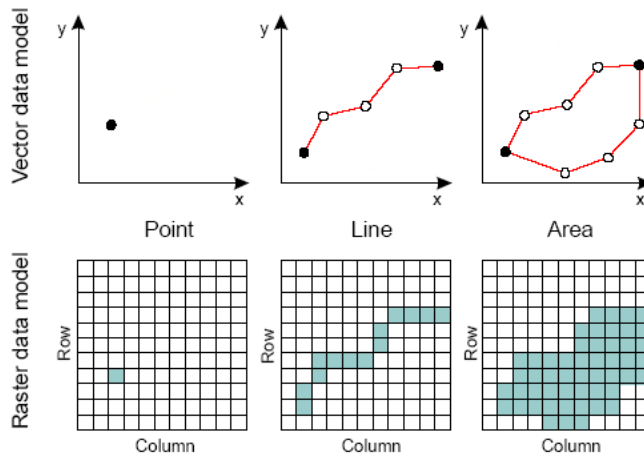 Vector data model
y
x
y
x
y
x
Point
Line
Area
Raster data model
Row
Row
Row
Column
Column
Column